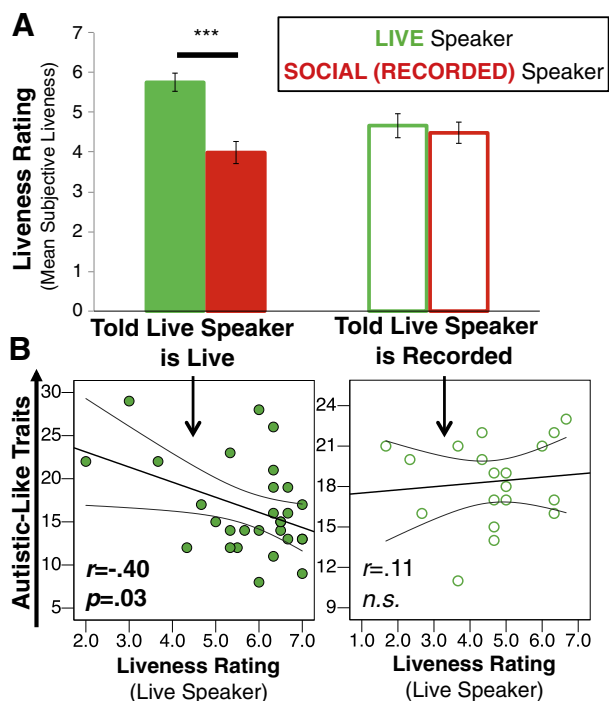 A
***
LIVE Speaker
SOCIAL (RECORDED) Speaker
Liveness Rating
(Mean Subjective Liveness)
7
6
5
4
3
2
1
0
Told Live Speaker
is Live
Told Live Speaker
is Recorded
B
Autistic-Like Traits
30
25
20
15
10
5
r=-.40
p=.03
2.0 3.0 4.0 5.0 6.0 7.0
Liveness Rating
(Live Speaker)
24
21
18
15
12
9
r=.11
n.s.
1.0 2.0 3.0 4.0 5.0 6.0 7.0
Liveness Rating
(Live Speaker)